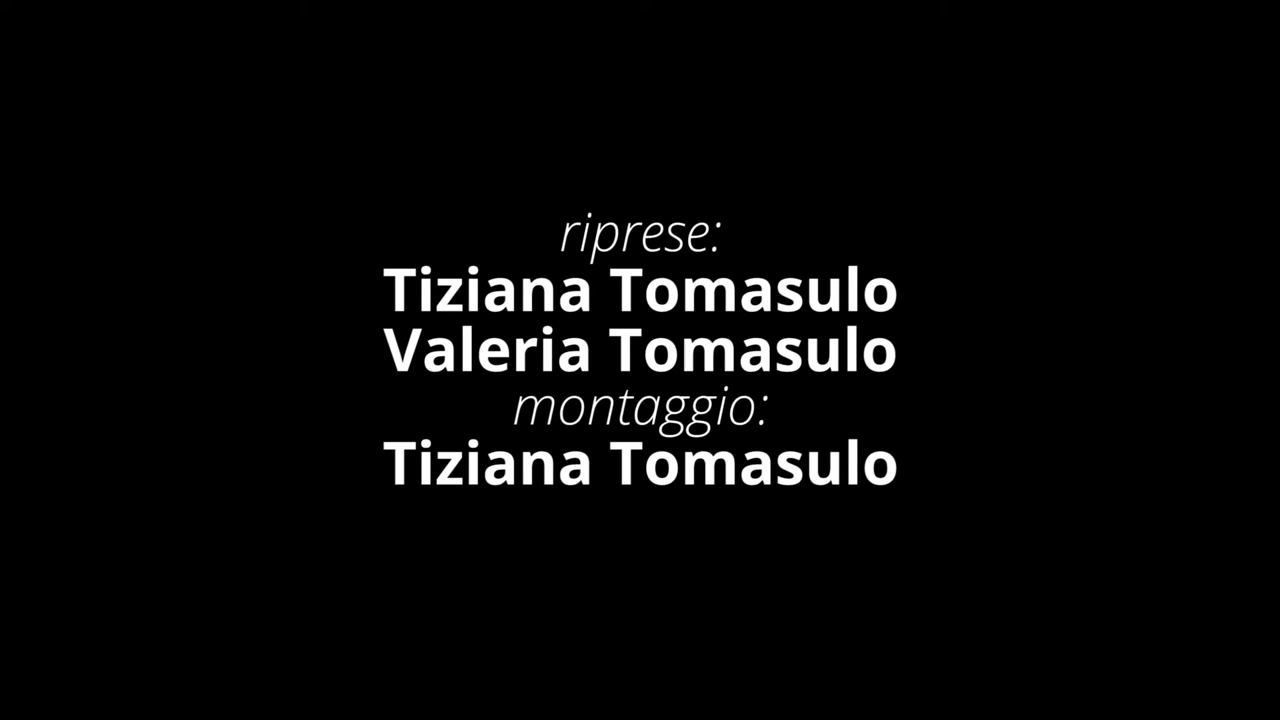 riprese:
Tiziana Tomasulo
Valeria Tomasulo
montaggio:
Tiziana Tomasulo